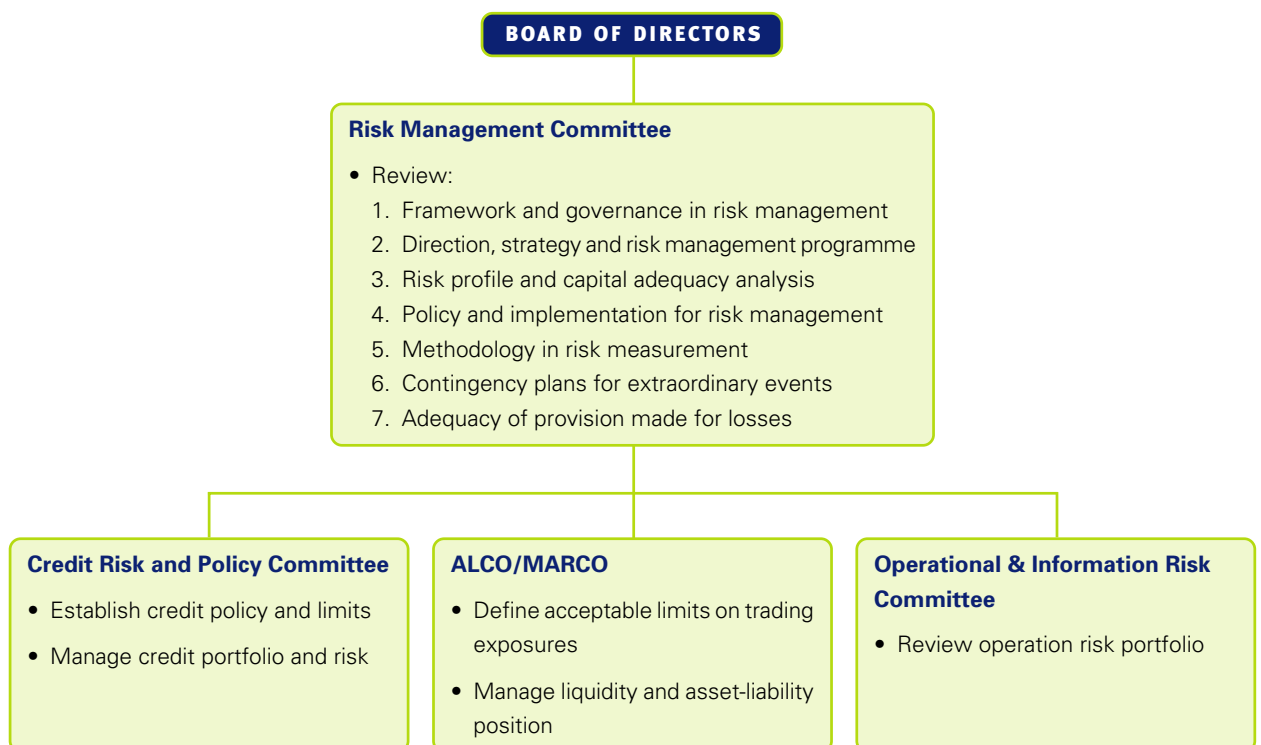 BOARD OF DIRECTORS
Risk Management Committee
• Review:
1. Framework and governance in risk management
2. Direction, strategy and risk management programme
3. Risk profile and capital adequacy analysis
4. Policy and implementation for risk management
5. Methodology in risk measurement
6. Contingency plans for extraordinary events
7. Adequacy of provision made for losses
Credit Risk and Policy Committee
• Establish credit policy and limits
• Manage credit portfolio and risk
ALCO/MARCO
• Define acceptable limits on trading
exposures
• Manage liquidity and asset-liability
position
Operational & Information Risk
Committee
• Review operation risk portfolio